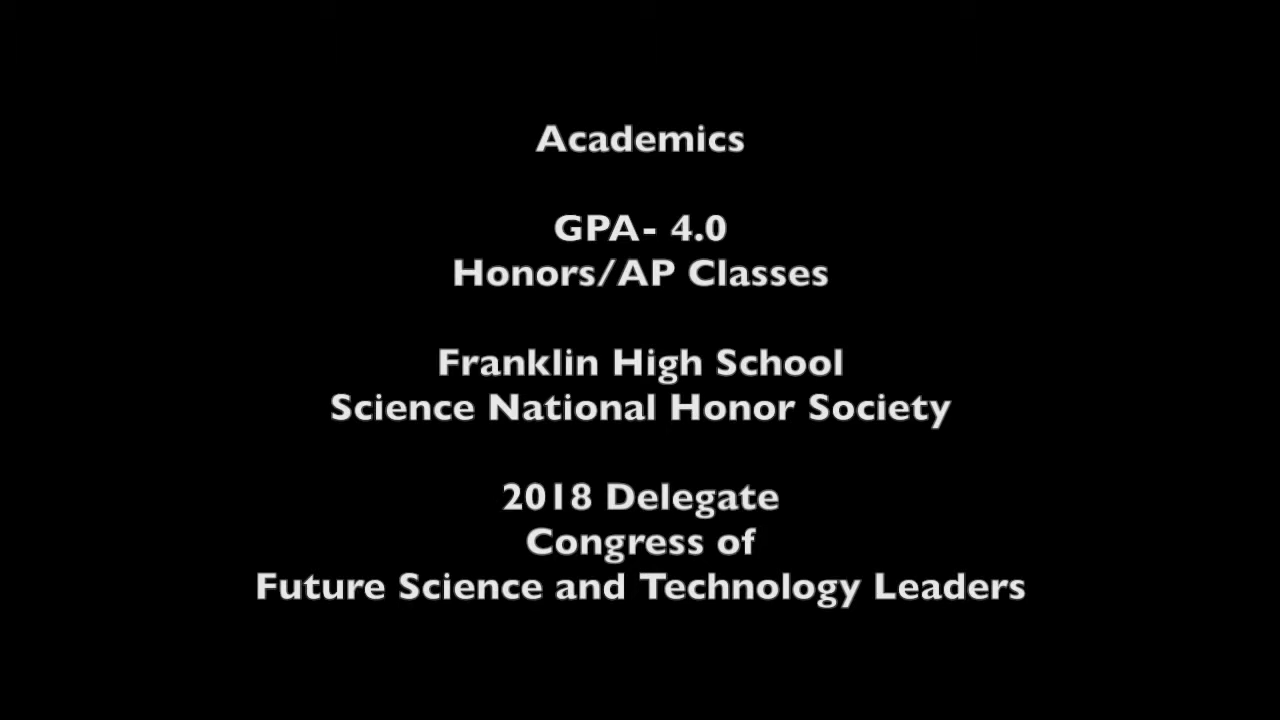 Academics
GPA- 4.0
Honors/AP Classes
Franklin High School
Science National Honor Society
2018 Delegate
Congress of
Future Science and Technology Leaders